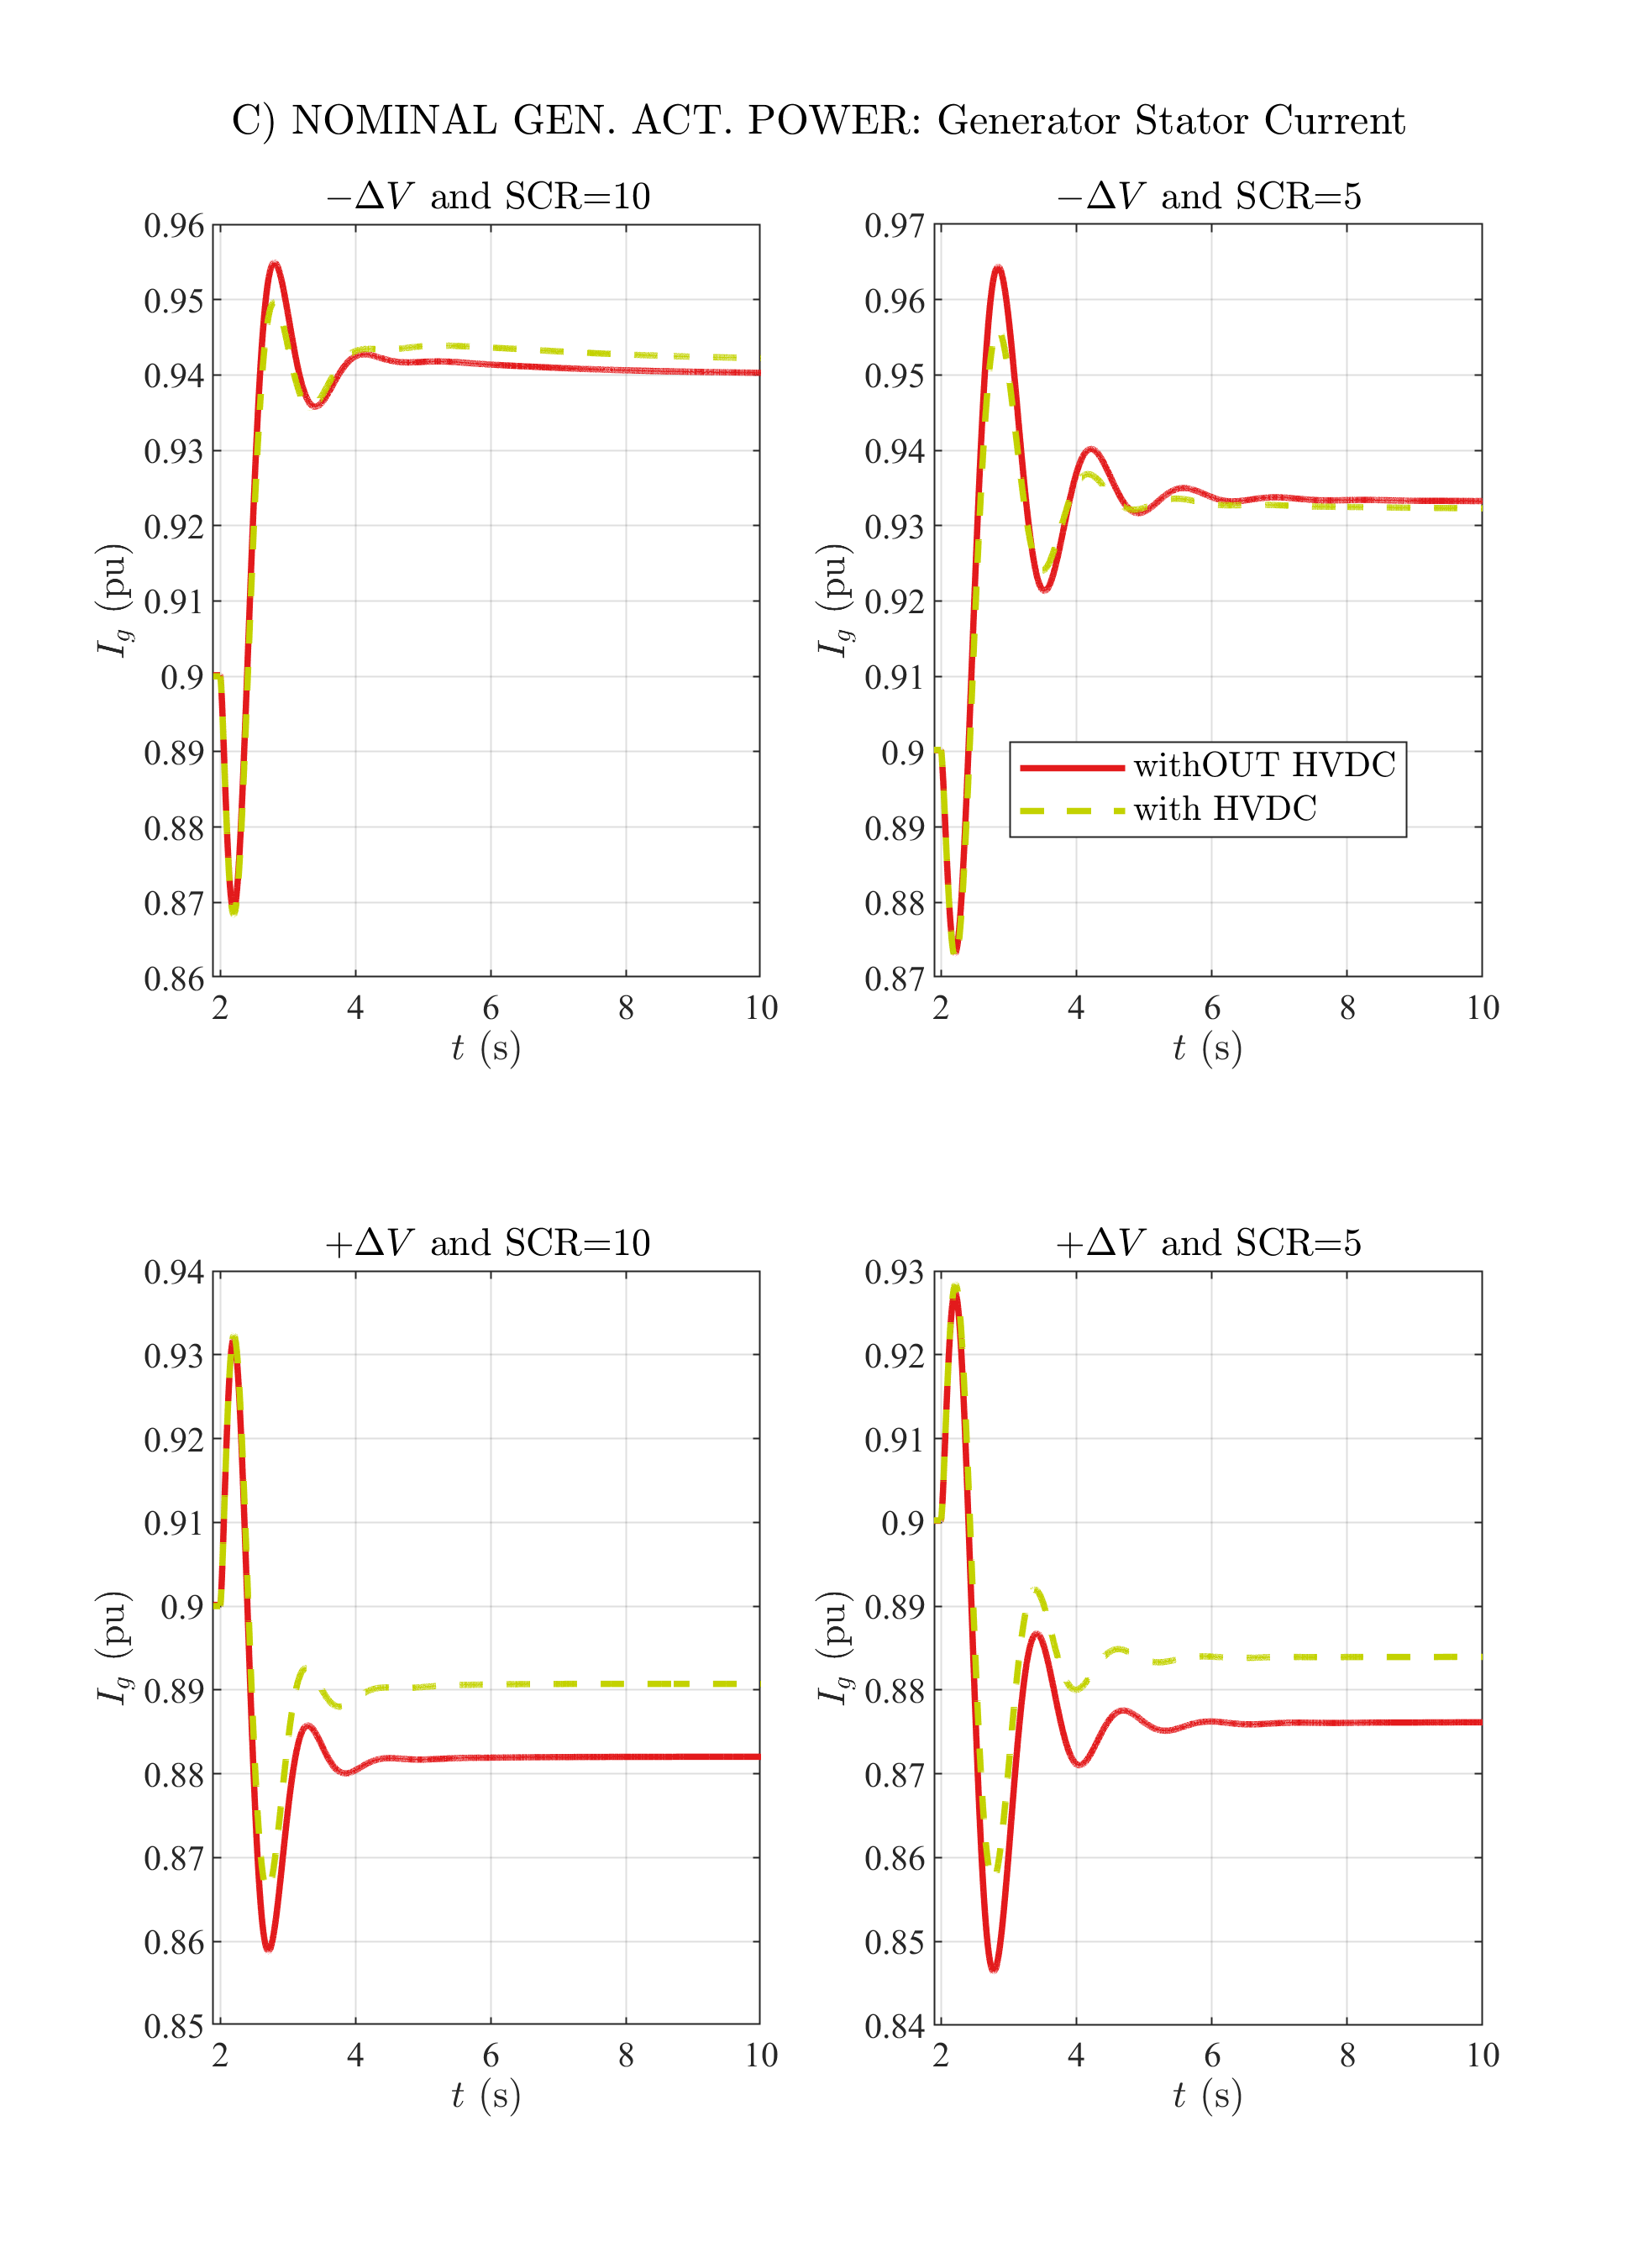 C) NOMINAL GEN. ACT. POWER: Generator Stator Current
−ΔV and SCR=10
0.96
0.95
0.94
0.93
0.92
0.91
0.9
0.89
0.88
0.87
0.86
I_g (pu)
2 4 6 8 10
t (s)
−ΔV and SCR=5
0.97
0.96
0.95
0.94
0.93
0.92
0.91
0.9
0.89
0.88
0.87
I_g (pu)
withOUT HVDC
with HVDC
2 4 6 8 10
t (s)
+ΔV and SCR=10
0.94
0.93
0.92
0.91
0.9
0.89
0.88
0.87
0.86
0.85
I_g (pu)
2 4 6 8 10
t (s)
+ΔV and SCR=5
0.93
0.92
0.91
0.9
0.89
0.88
0.87
0.86
0.85
0.84
I_g (pu)
2 4 6 8 10
t (s)